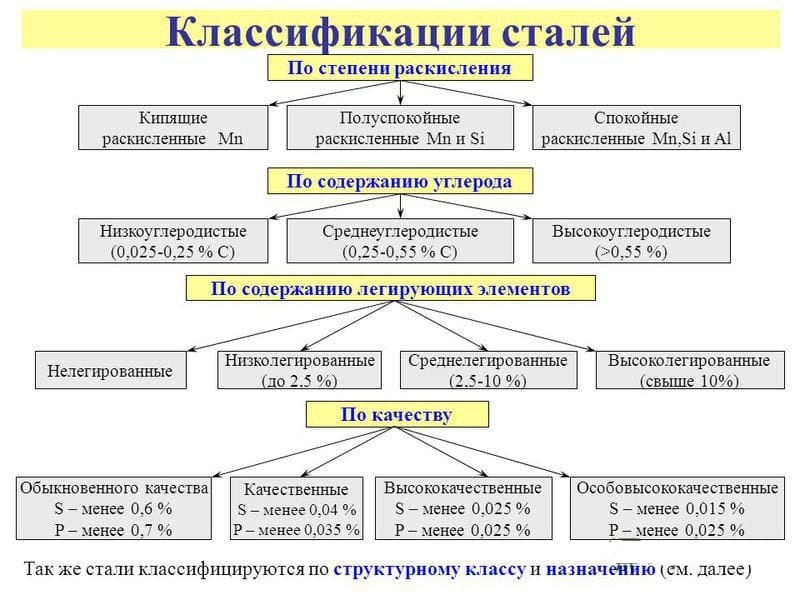 Классификации сталей
По степени раскисления
Кипящие
раскисленные Mn
Полуспокойные
раскисленные Mn и Si
Спокойные
раскисленные Mn,Si и Al
По содержанию углерода
Низкоуглеродистые
(0,025-0,25 % С)
Среднеуглеродистые
(0,25-0,55 % С)
Высокоуглеродистые
(>0,55 %)
По содержанию легирующих элементов
Нелегированные
Низколегированные
(до 2,5 %)
Среднелегированные
(2,5-10 %)
Высоколегированные
(свыше 10%)
По качеству
Обыкновенного качества
S – менее 0,6 %
P – менее 0,7 %
Качественные
S – менее 0,04 %
P – менее 0,035 %
Высококачественные
S – менее 0,025 %
P – менее 0,025 %
Особовысококачественные
S – менее 0,015 %
P – менее 0,025 %
Так же стали классифицируются по структурному классу и назначению (см. далее)